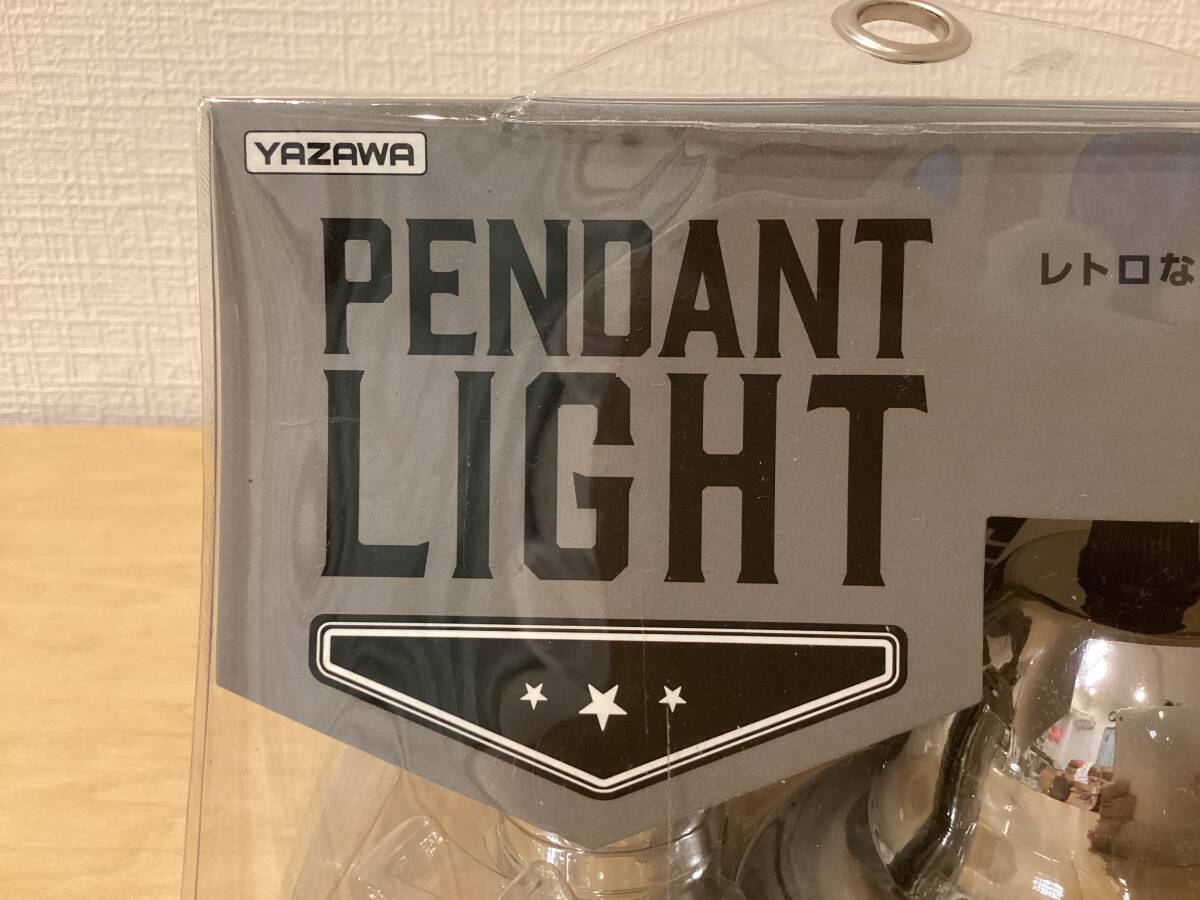 YAZAWA
PENDANT
LIGHT
レトロな